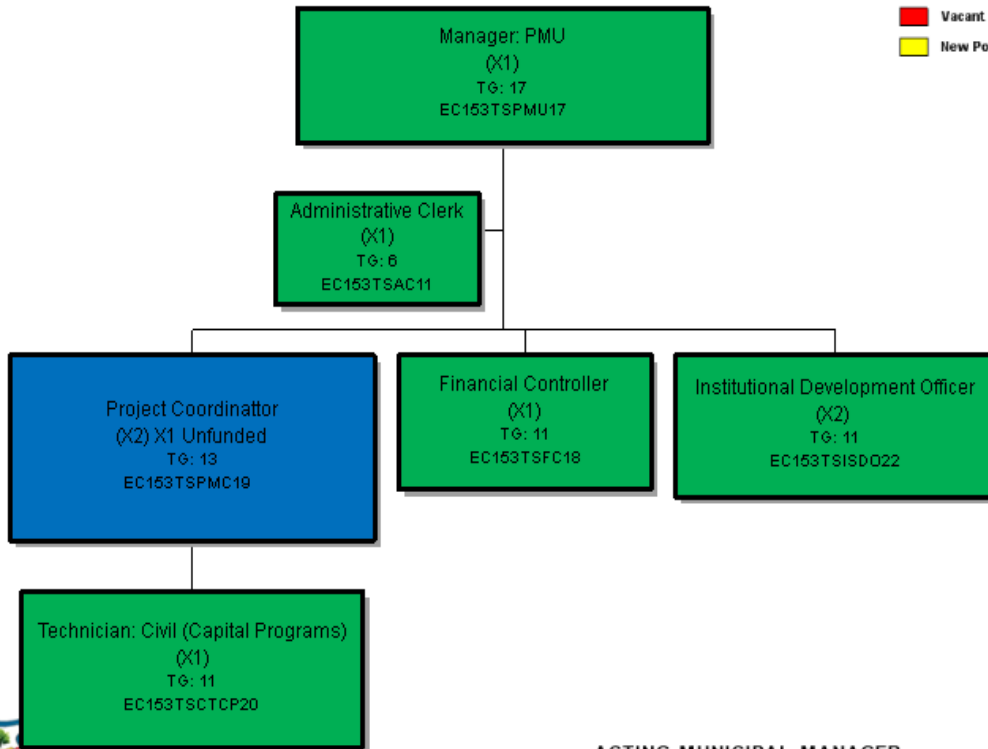 Vacant
New Po
Manager: PMU
(X1)
TG: 17
EC153TSPMU17
Administrative Clerk
(X1)
TG: 6
EC153TSAC11
Project Coordinattor
(X2) X1 Unfunded
TG: 13
EC153TSPMC19
Financial Controller
(X1)
TG: 11
EC153TSFC18
Institutional Development Officer
(X2)
TG: 11
EC153TSISDO22
Technician: Civil (Capital Programs)
(X1)
TG: 11
EC153TSCTCP20
ACTING MUNICIPAL MANAGER